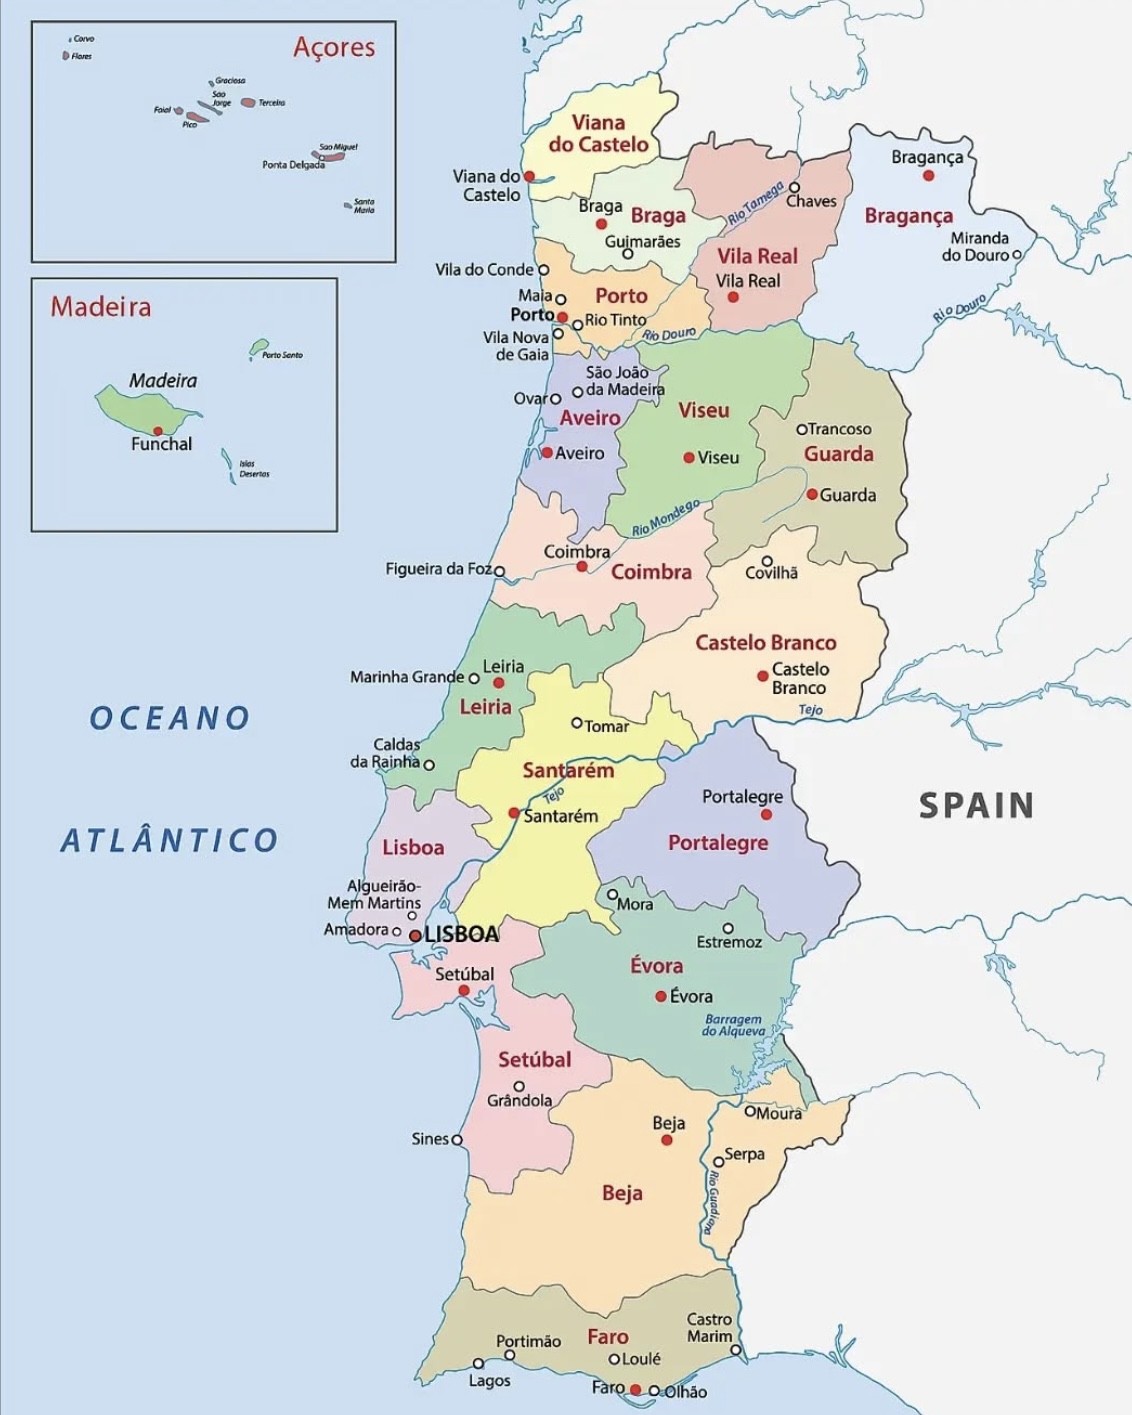 Açores
Corvo
Flores
Graciosa
Sao
Jorge
Terceira
Faial
Pico
Sao Miguel
Ponta Delgada
Santa
Maria
Madeira
Porto Santo
Madeira
Funchal
Islas
Desertas
OCEANO
ATLÂNTICO
SPAIN
Viana
do Castelo
Viana do
Castelo
Braga
Braga
Guimarães
Rio Tamega
Chaves
Vila Real
Vila Real
Bragança
Bragança
Miranda
do Douro
Rio Douro
Vila do Conde
Maia
Porto
Porto
Rio Tinto
Vila Nova
de Gaia
Rio Douro
São João
da Madeira
Ovar
Aveiro
Aveiro
Viseu
Viseu
Trancoso
Guarda
Guarda
Rio Mondego
Coimbra
Figueira da Foz
Coimbra
Covilhã
Castelo Branco
Castelo
Branco
Tejo
Leiria
Marinha Grande
Leiria
Caldas
da Rainha
Tomar
Santarém
Tejo
Santarém
Portalegre
Portalegre
Lisboa
Algueirão-
Mem Martins
Amadora
LISBOA
Mora
Estremoz
Évora
Évora
Barragem
do Alqueva
Setúbal
Setúbal
Grândola
Sines
Beja
Beja
Moura
Serpa
Rio Guadiana
Castro
Marim
Faro
Portimão
Loulé
Lagos
Faro
Olhão